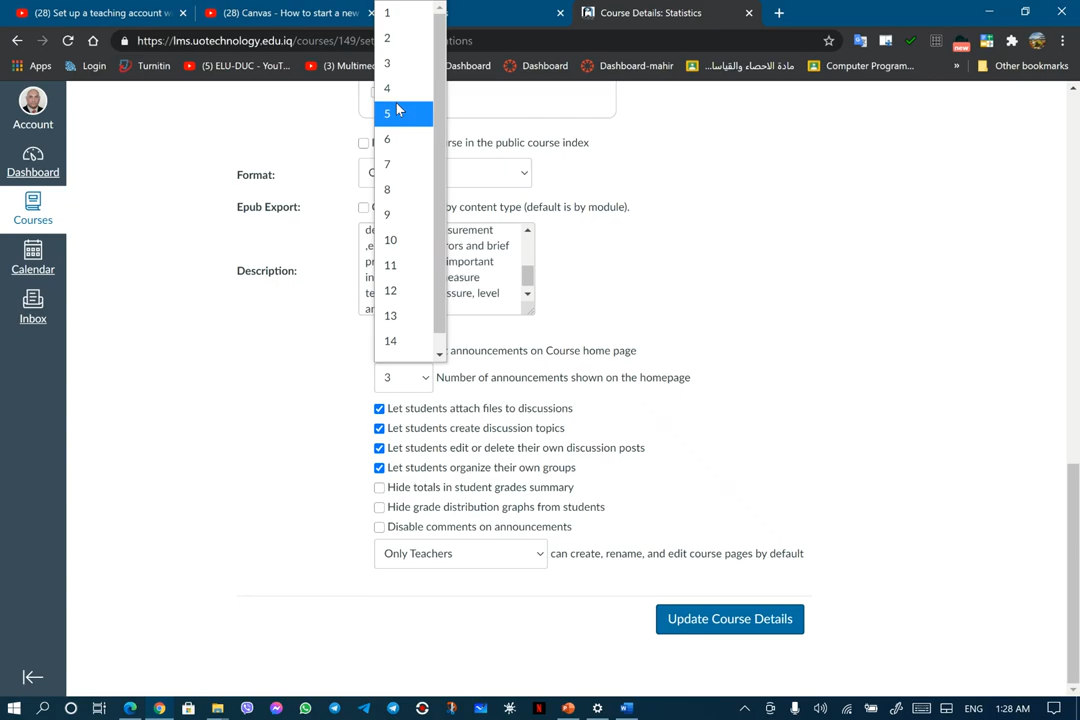 (28) Set up a teaching account w
(28) Canvas - How to start a new
Course Details: Statistics
https://lms.uotechnology.edu.iq/courses/149/set
Apps
Login
Turnitin
(5) ELU-DUC - YouT...
(3) Multimed
Dashboard
Dashboard
Dashboard-mahir
مادة الاحصاء والقياسا...
Computer Program...
»
Other bookmarks
new
Account
Dashboard
Courses
Calendar
Inbox
1
2
3
4
5
6
7
8
9
10
11
12
13
14
rse in the public course index
Format:
Epub Export:
by content type (default is by module).
Description:
surement
rors and brief
important
easure
ssure, level
announcements on Course home page
3 Number of announcements shown on the homepage
Let students attach files to discussions
Let students create discussion topics
Let students edit or delete their own discussion posts
Let students organize their own groups
Hide totals in student grades summary
Hide grade distribution graphs from students
Disable comments on announcements
Only Teachers can create, rename, and edit course pages by default
Update Course Details
ENG 1:28 AM